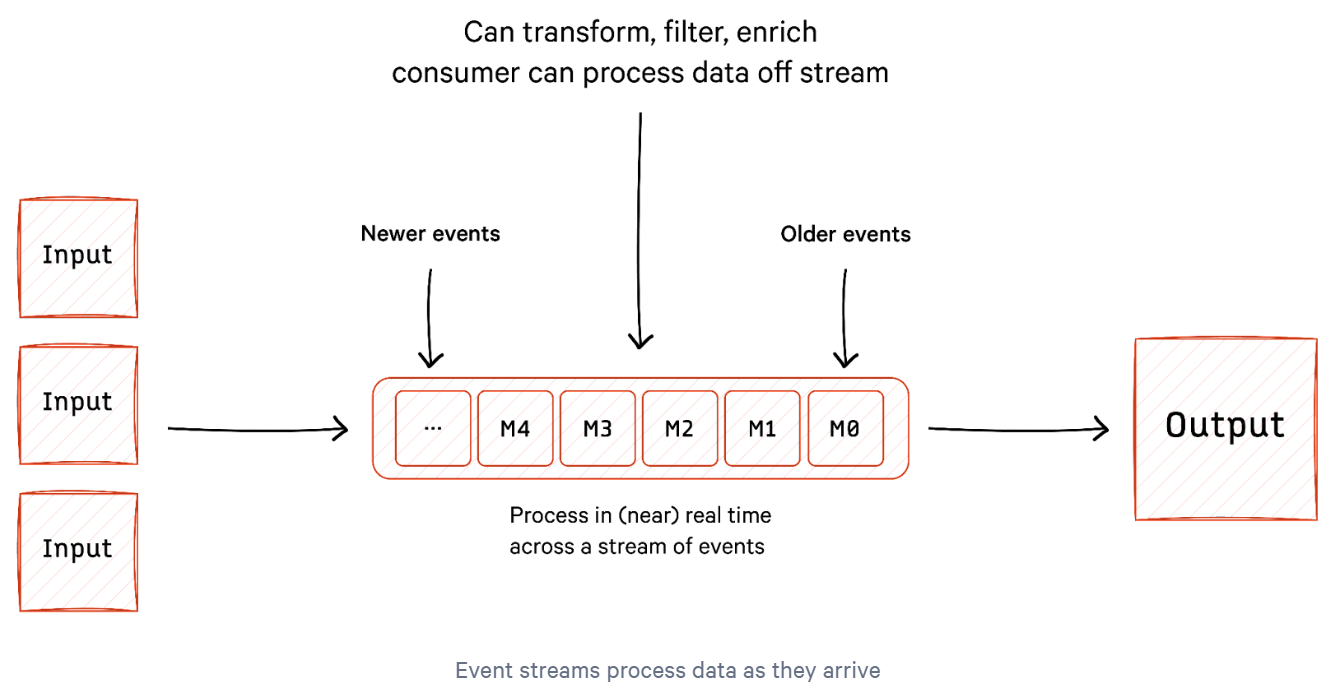 Can transform, filter, enrich
consumer can process data off stream
Newer events
Older events
Input
Input
Input
... M4 M3 M2 M1 M0
Output
Process in (near) real time
across a stream of events
Event streams process data as they arrive